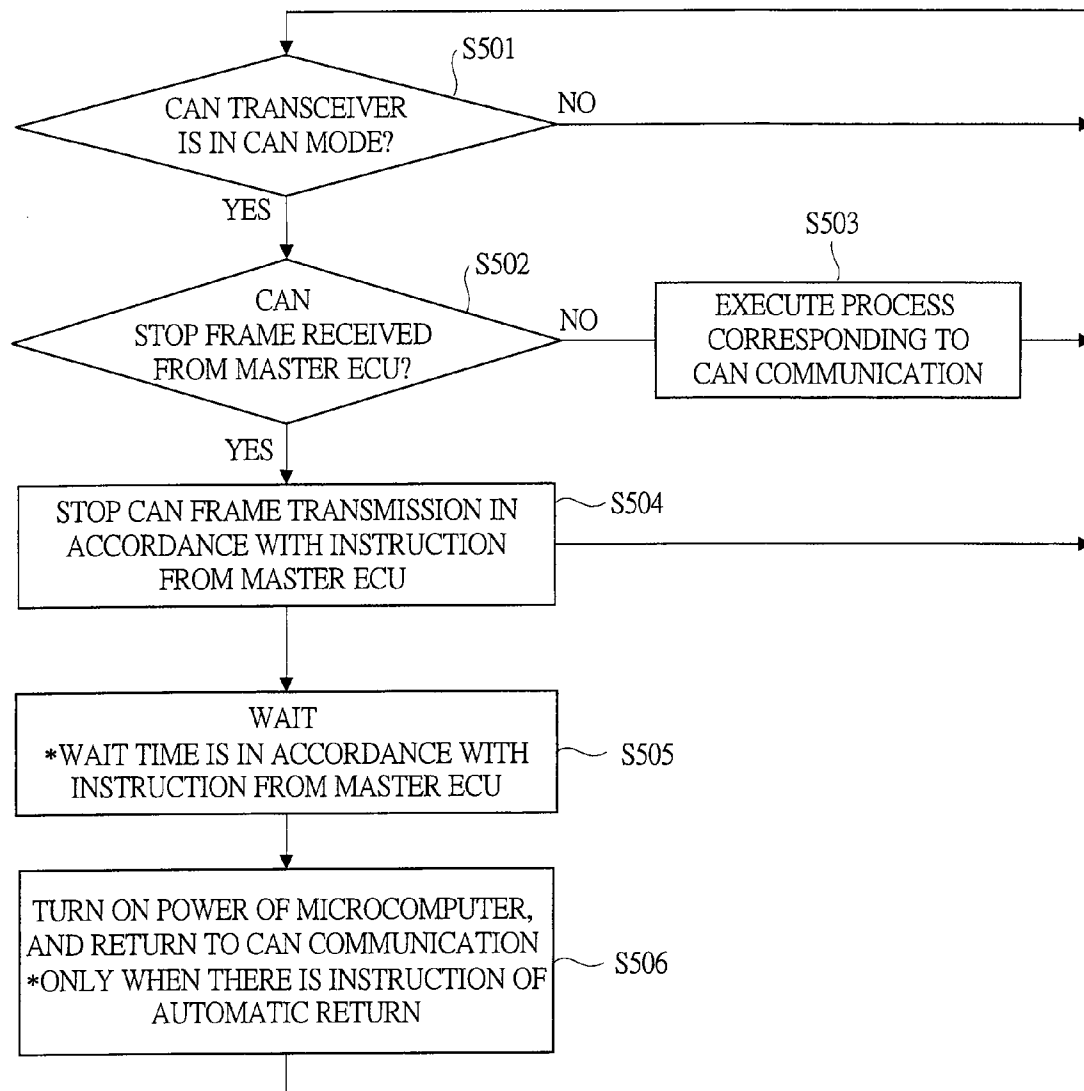 S501
CAN TRANSCEIVER
IS IN CAN MODE?
NO
YES
S502
CAN
STOP FRAME RECEIVED
FROM MASTER ECU?
NO
S503
EXECUTE PROCESS
CORRESPONDING TO
CAN COMMUNICATION
YES
STOP CAN FRAME TRANSMISSION IN
ACCORDANCE WITH INSTRUCTION
FROM MASTER ECU
S504
WAIT
*WAIT TIME IS IN ACCORDANCE WITH
INSTRUCTION FROM MASTER ECU
S505
TURN ON POWER OF MICROCOMPUTER,
AND RETURN TO CAN COMMUNICATION
*ONLY WHEN THERE IS INSTRUCTION OF
AUTOMATIC RETURN
S506